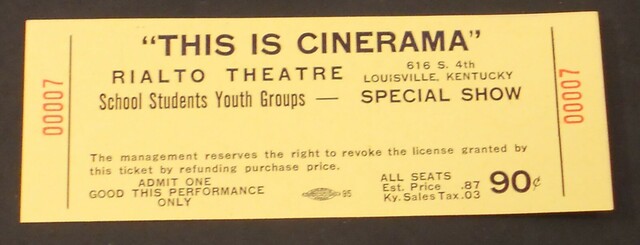 "THIS IS CINERAMA"
RIALTO THEATRE
616 S. 4th
LOUISVILLE, KENTUCKY
School Students Youth Groups — SPECIAL SHOW
The management reserves the right to revoke the license granted by
this ticket by refunding purchase price.
ADMIT ONE
GOOD THIS PERFORMANCE
ONLY
95
ALL SEATS
Est. Price .87
Ky. Sales Tax .03
90¢
00007
00007